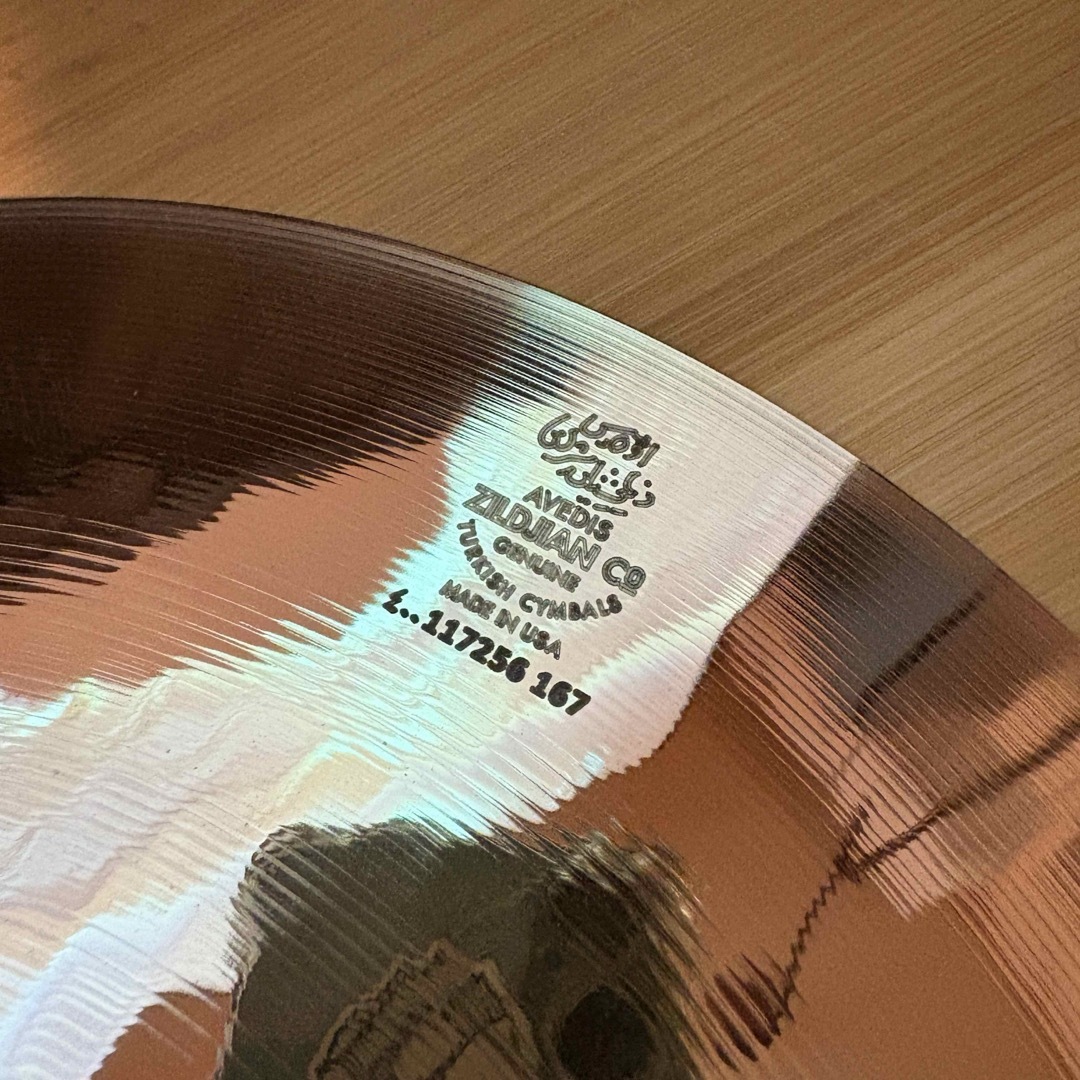 AVEDIS
ZILDJIAN CO
GENUINE
TURKISH CYMBALS
MADE IN USA
117256 167